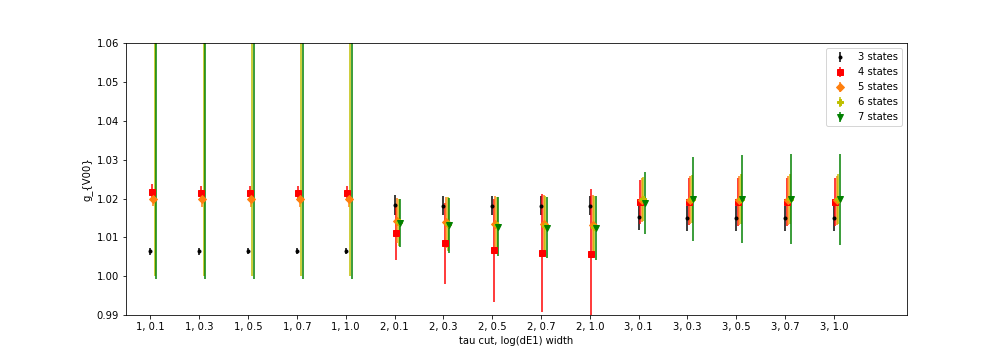 1.06
1.05
1.04
1.03
1.02
1.01
1.00
0.99
g_{V00}
3 states
4 states
5 states
6 states
7 states
1, 0.1 1, 0.3 1, 0.5 1, 0.7 1, 1.0 2, 0.1 2, 0.3 2, 0.5 2, 0.7 2, 1.0 3, 0.1 3, 0.3 3, 0.5 3, 0.7 3, 1.0
tau cut, log(dE1) width